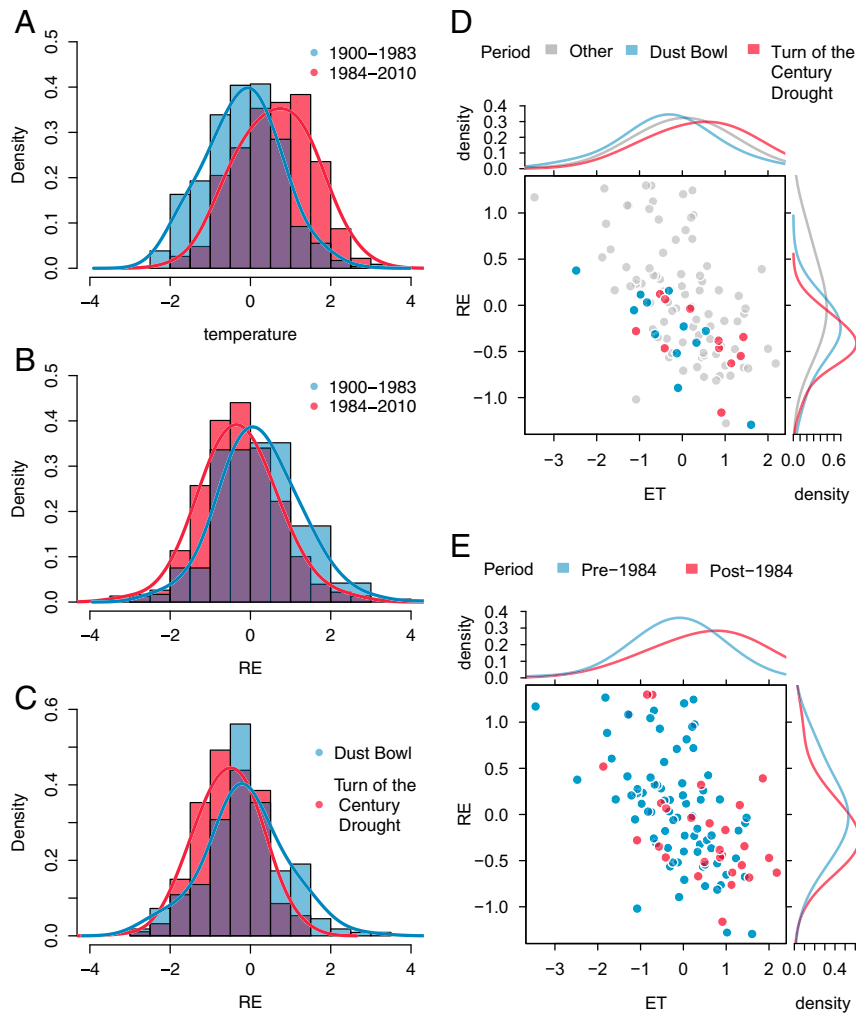 A
0.5
0.4
0.3
0.2
0.1
0.0
Density
1900−1983
1984−2010
−4 −2 0 2 4
temperature
B
0.5
0.4
0.3
0.2
0.1
0.0
Density
1900−1983
1984−2010
−4 −2 0 2 4
RE
C
0.6
0.4
0.2
0.0
Density
Dust Bowl
Turn of the
Century
Drought
−4 −2 0 2 4
RE
D
Period Other Dust Bowl Turn of the
Century
Drought
density
0.4
0.3
0.2
0.1
0.0
RE
1.0
0.5
0.0
−0.5
−1.0
−3 −2 −1 0 1 2
ET
0.0 0.6
density
E
Period Pre−1984 Post−1984
density
0.4
0.3
0.2
0.1
0.0
RE
1.0
0.5
0.0
−0.5
−1.0
−3 −2 −1 0 1 2
ET
0.0 0.4
density